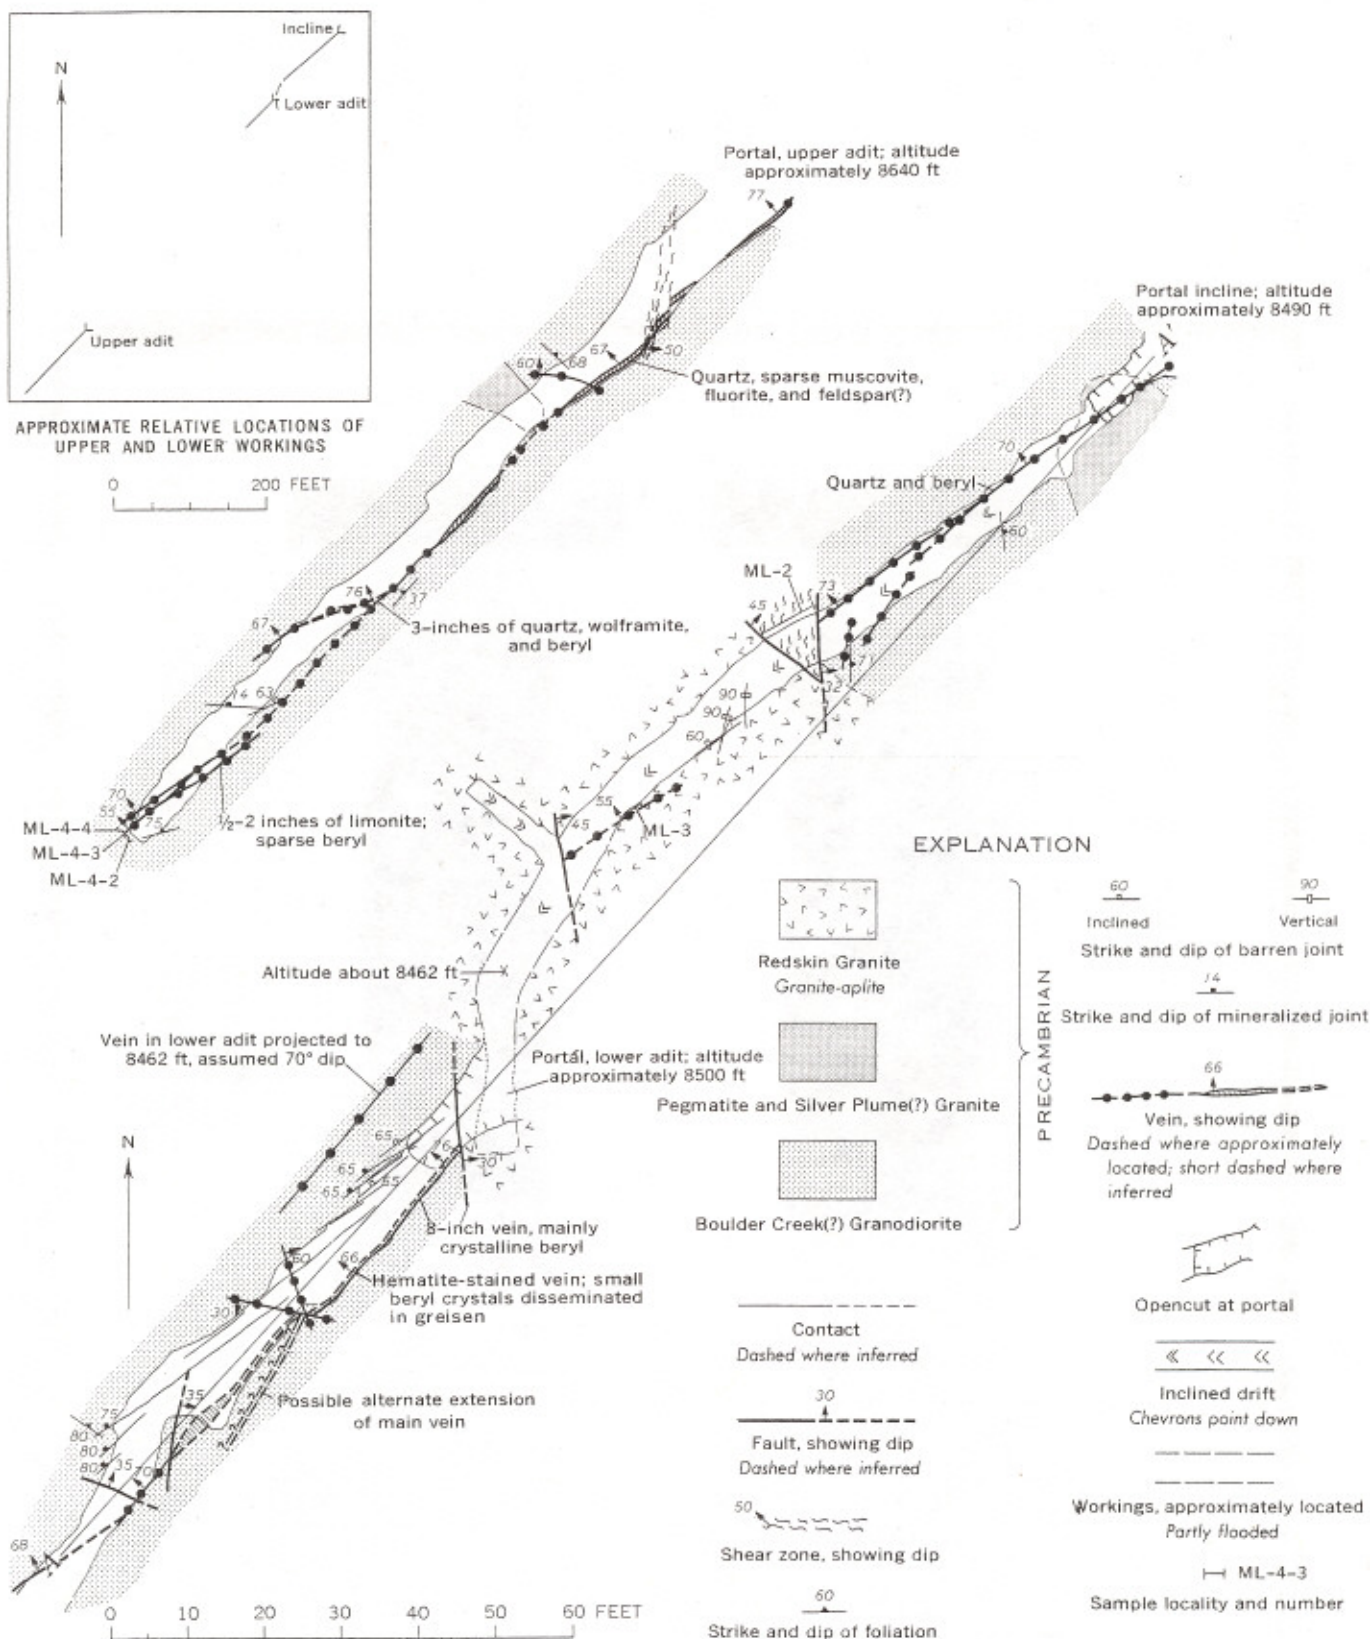 Incline
N
Lower adit
Upper adit
APPROXIMATE RELATIVE LOCATIONS OF
UPPER AND LOWER WORKINGS
0 200 FEET
Portal, upper adit; altitude
approximately 8640 ft
77
67
50
60
68
Quartz, sparse muscovite,
fluorite, and feldspar(?)
76
37
67
3-inches of quartz, wolframite,
and beryl
14
63
70
55
75
ML-4-4
ML-4-3
ML-4-2
½-2 inches of limonite;
sparse beryl
Portal incline; altitude
approximately 8490 ft
A'
70
Quartz and beryl
60
ML-2
73
45
71
32
90
90
60
55
45
ML-3
Altitude about 8462 ft
Vein in lower adit projected to
8462 ft, assumed 70° dip
Portal, lower adit; altitude
approximately 8500 ft
N
65
76
30
65
65
55
8-inch vein, mainly
crystalline beryl
60
66
Hematite-stained vein; small
beryl crystals disseminated
in greisen
30
35
Possible alternate extension
of main vein
75
80
80
80
35
70
68
0 10 20 30 40 50 60 FEET
EXPLANATION
Redskin Granite
Granite-aplite
Pegmatite and Silver Plume(?) Granite
Boulder Creek(?) Granodiorite
PRECAMBRIAN
Contact
Dashed where inferred
30
Fault, showing dip
Dashed where inferred
50
Shear zone, showing dip
60
Strike and dip of foliation
60 90
Inclined Vertical
Strike and dip of barren joint
14
Strike and dip of mineralized joint
66
Vein, showing dip
Dashed where approximately
located; short dashed where
inferred
Opencut at portal
Inclined drift
Chevrons point down
Workings, approximately located
Partly flooded
ML-4-3
Sample locality and number